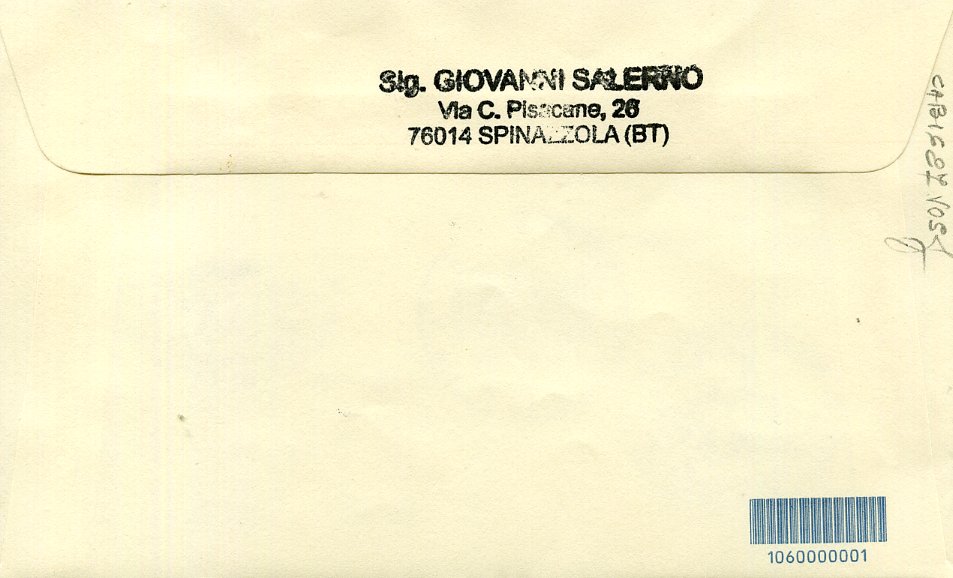 Sig. GIOVANNI SALERNO
Via C. Pisacane, 26
76014 SPINAZZOLA (BT)
1060000001